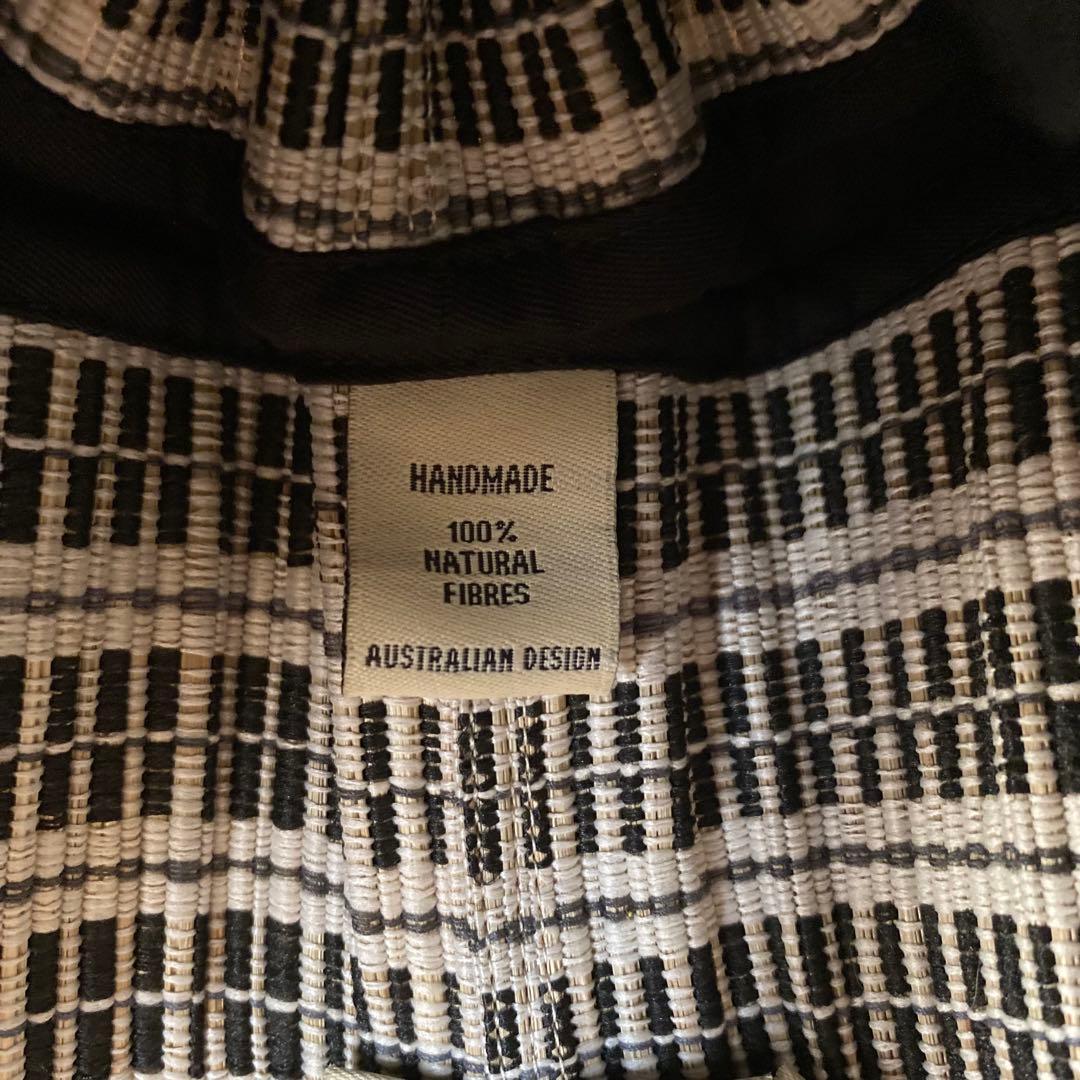 HANDMADE
100%
NATURAL
FIBRES
AUSTRALIAN DESIGN